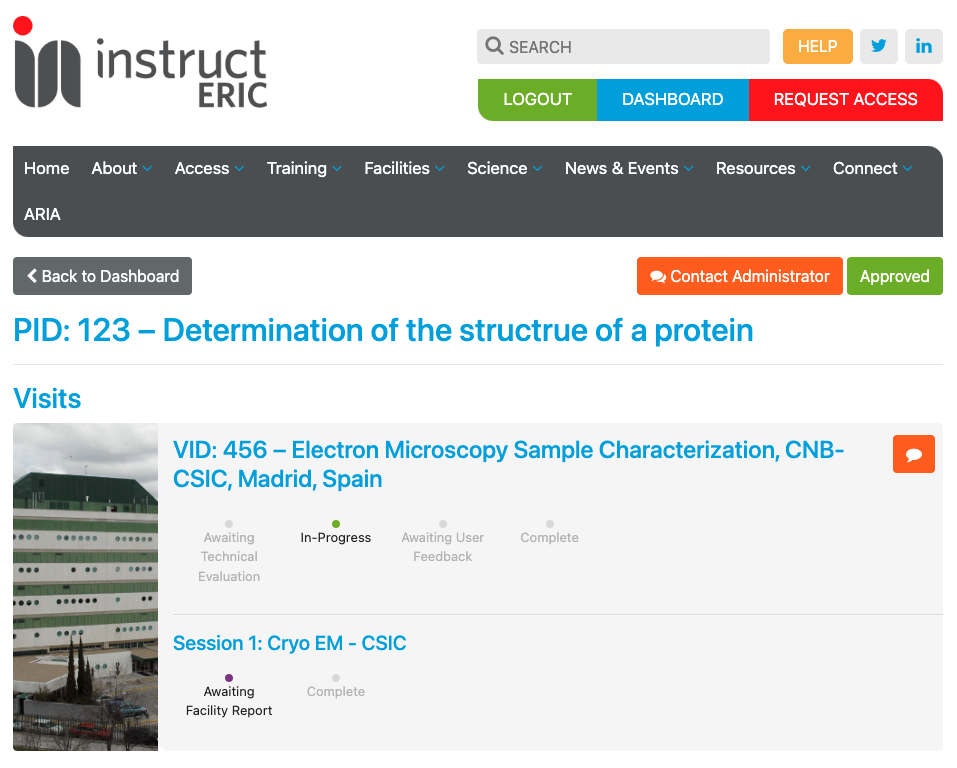 instruct
ERIC
SEARCH
HELP
LOGOUT
DASHBOARD
REQUEST ACCESS
Home
About
Access
Training
Facilities
Science
News & Events
Resources
Connect
ARIA
Back to Dashboard
Contact Administrator
Approved
PID: 123 – Determination of the structrue of a protein
Visits
VID: 456 – Electron Microscopy Sample Characterization, CNB-
CSIC, Madrid, Spain
Awaiting
Technical
Evaluation
In-Progress
Awaiting User
Feedback
Complete
Session 1: Cryo EM - CSIC
Awaiting
Facility Report
Complete